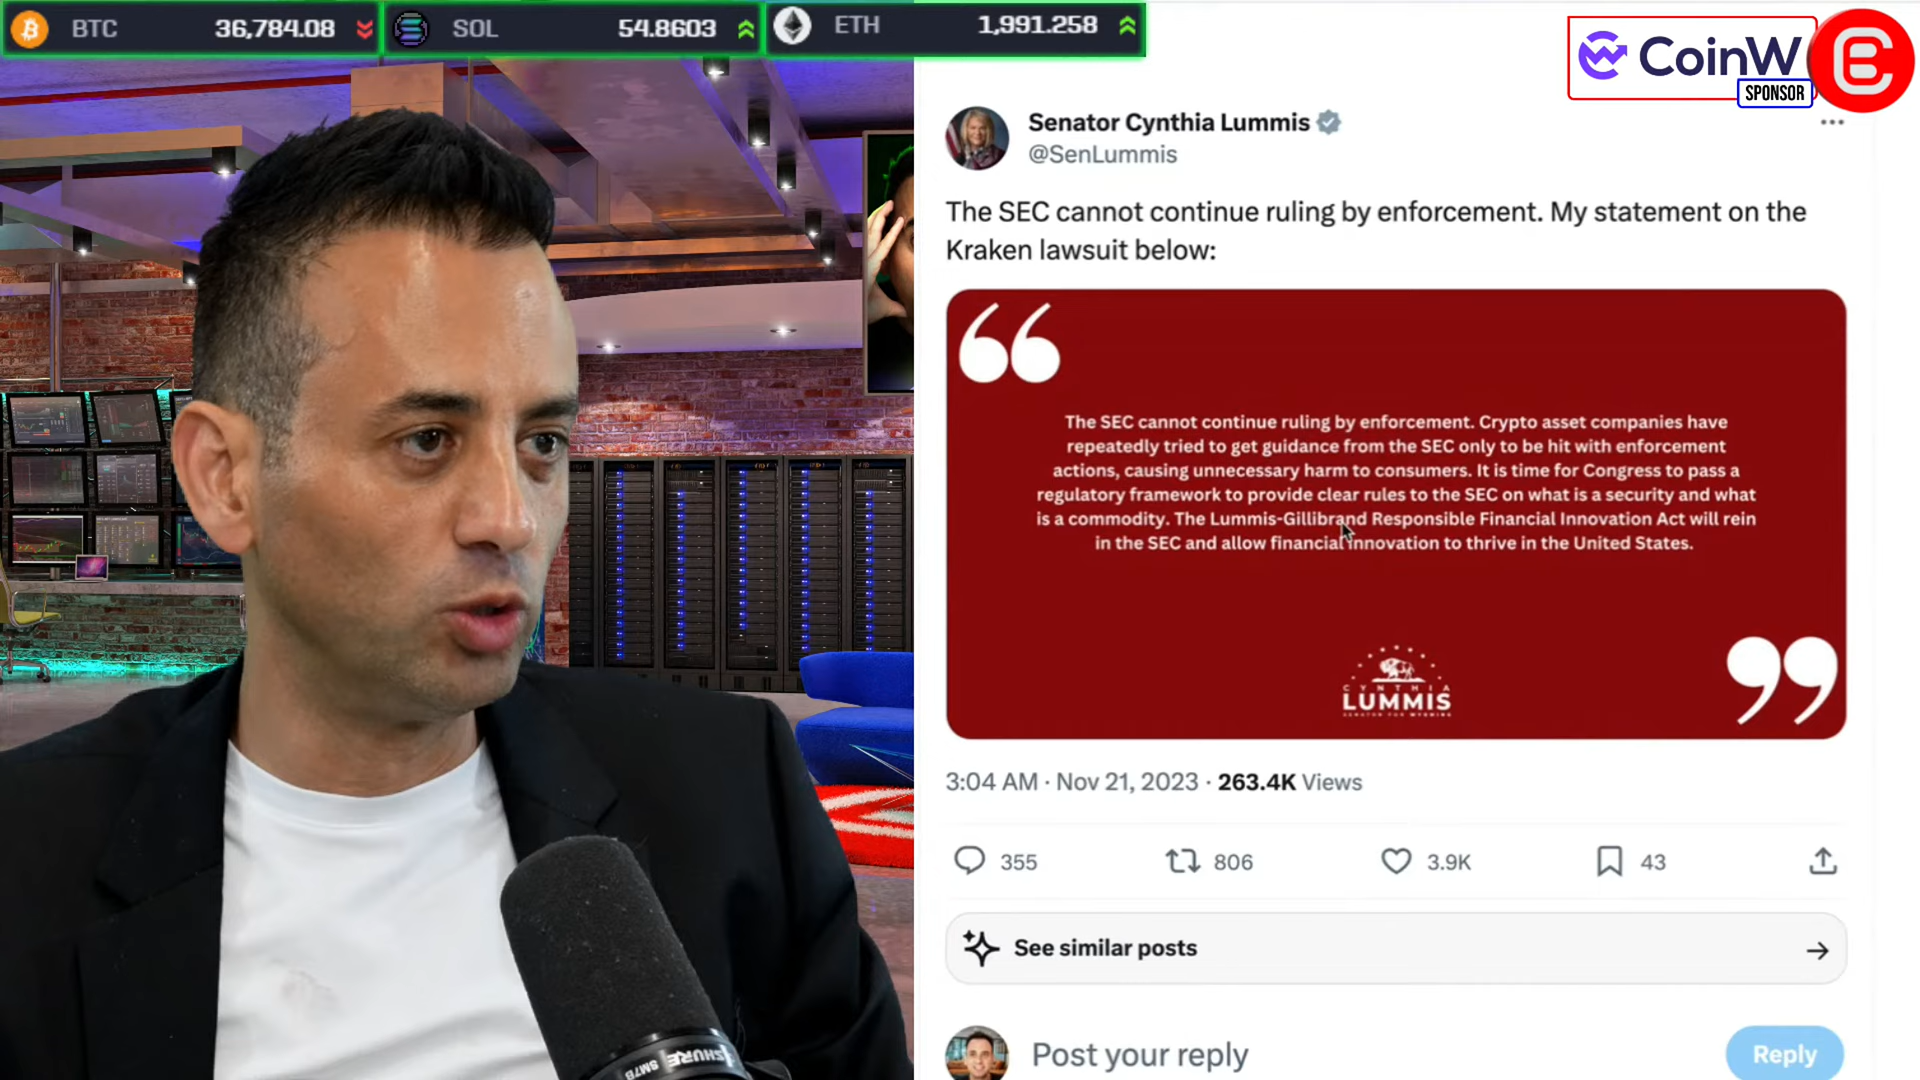 BTC 36,784.08 SOL 54.8603 ETH 1,991.258
CoinW
SPONSOR
Senator Cynthia Lummis
@SenLummis
The SEC cannot continue ruling by enforcement. My statement on the
Kraken lawsuit below:
The SEC cannot continue ruling by enforcement. Crypto asset companies have
repeatedly tried to get guidance from the SEC only to be hit with enforcement
actions, causing unnecessary harm to consumers. It is time for Congress to pass a
regulatory framework to provide clear rules to the SEC on what is a security and what
is a commodity. The Lummis-Gillibrand Responsible Financial Innovation Act will rein
in the SEC and allow financial innovation to thrive in the United States.
CYNTHIA
LUMMIS
SENATOR FOR WYOMING
3:04 AM · Nov 21, 2023 · 263.4K Views
355 806 3.9K 43
See similar posts
Post your reply
Reply
SHURE
SM7B